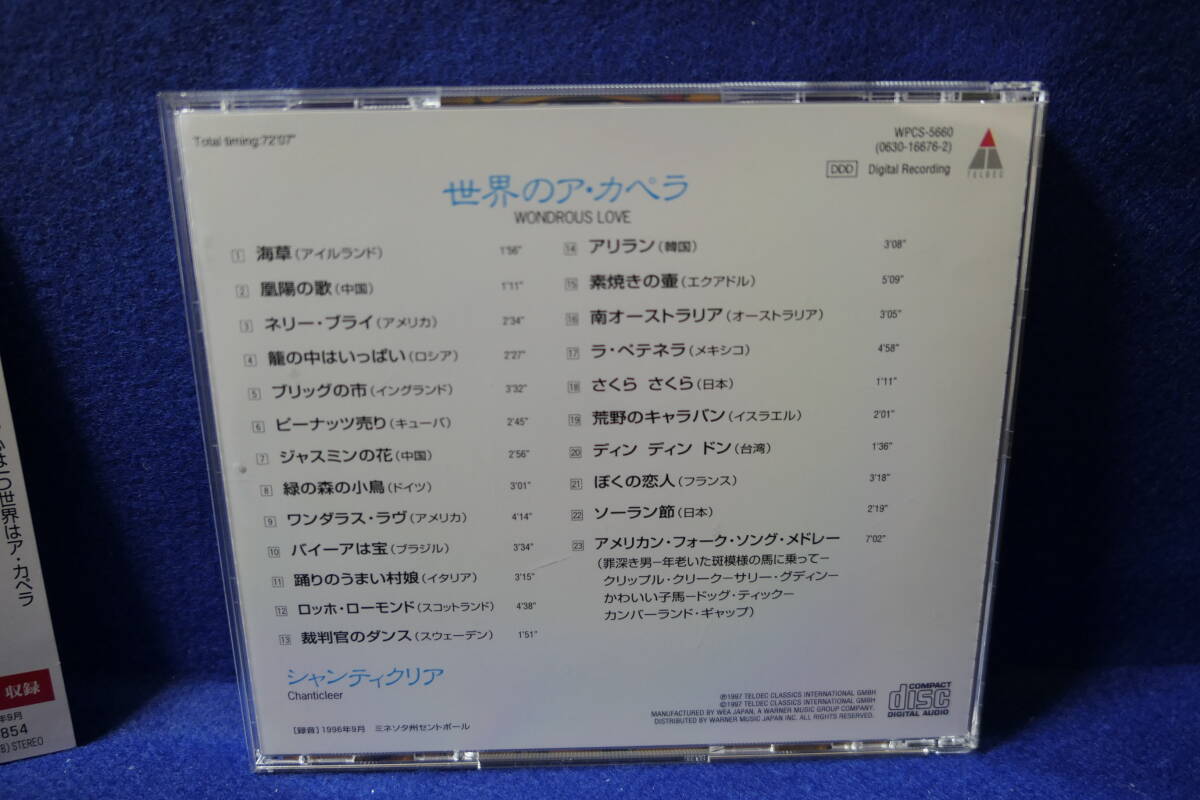 Total timing:72'07"
WPCS-5660
(0630-16676-2)
DDD Digital Recording
TELDEC
世界のア・カペラ
WONDROUS LOVE
1 海草(アイルランド) 1'56"
2 凰陽の歌(中国) 1'11"
3 ネリー・ブライ(アメリカ) 2'34"
4 籠の中はいっぱい(ロシア) 2'27"
5 ブリッグの市(イングランド) 3'32"
6 ピーナッツ売り(キューバ) 2'45"
7 ジャスミンの花(中国) 2'56"
8 緑の森の小鳥(ドイツ) 3'01"
9 ワンダラス・ラヴ(アメリカ) 4'14"
10 バイーアは宝(ブラジル) 3'34"
11 踊りのうまい村娘(イタリア) 3'15"
12 ロッホ・ローモンド(スコットランド) 4'38"
13 裁判官のダンス(スウェーデン) 1'51"
14 アリラン(韓国) 3'08"
15 素焼きの壷(エクアドル) 5'09"
16 南オーストラリア(オーストラリア) 3'05"
17 ラ・ペテネラ(メキシコ) 4'58"
18 さくら さくら(日本) 1'11"
19 荒野のキャラバン(イスラエル) 2'01"
20 ディン ディン ドン(台湾) 1'36"
21 ぼくの恋人(フランス) 3'18"
22 ソーラン節(日本) 2'19"
23 アメリカン・フォーク・ソング・メドレー 7'02"
(罪深き男ー年老いた斑模様の馬に乗ってー
クリップル・クリークーサリー・グディンー
かわいい子馬ードッグ・ティックー
カンバーランド・ギャップ)
シャンティクリア
Chanticleer
[録音]1996年9月 ミネソタ州セントポール
℗1997 TELDEC CLASSICS INTERNATIONAL GMBH
©1997 TELDEC CLASSICS INTERNATIONAL GMBH
MANUFACTURED BY WEA JAPAN, A WARNER MUSIC GROUP COMPANY.
DISTRIBUTED BY WARNER MUSIC JAPAN INC. ALL RIGHTS RESERVED.
COMPACT
disc
DIGITAL AUDIO
は一つ世界はア・カペラ
収録
年9月
854
STEREO